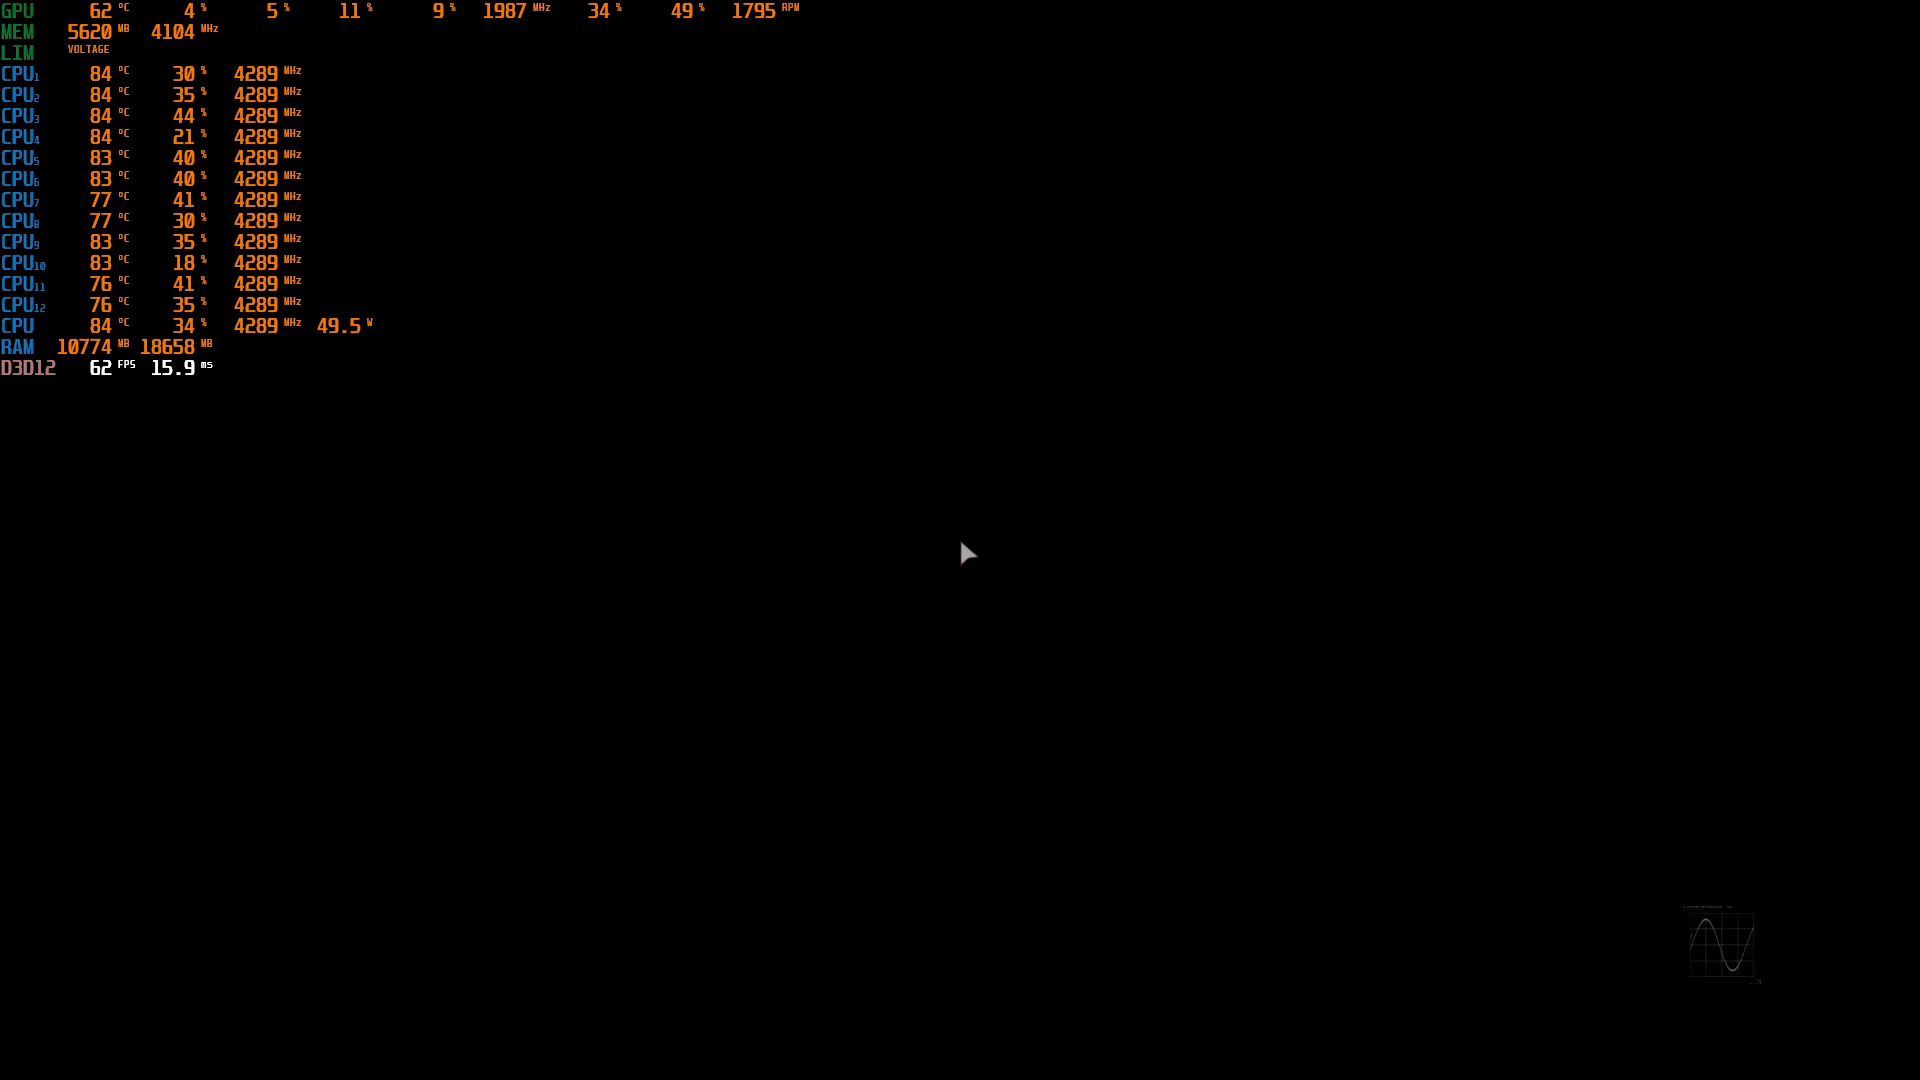 GPU 62 °C 4 % 5 % 11 % 9 % 1987 MHz 34 % 49 % 1795 RPM
MEM 5620 MB 4104 MHz
LIM VOLTAGE
CPU1 84 °C 30 % 4289 MHz
CPU2 84 °C 35 % 4289 MHz
CPU3 84 °C 44 % 4289 MHz
CPU4 84 °C 21 % 4289 MHz
CPU5 83 °C 40 % 4289 MHz
CPU6 83 °C 40 % 4289 MHz
CPU7 77 °C 41 % 4289 MHz
CPU8 77 °C 30 % 4289 MHz
CPU9 83 °C 35 % 4289 MHz
CPU10 83 °C 18 % 4289 MHz
CPU11 76 °C 41 % 4289 MHz
CPU12 76 °C 35 % 4289 MHz
CPU 84 °C 34 % 4289 MHz 49.5 W
RAM 10774 MB 18658 MB
D3D12 62 FPS 15.9 ms